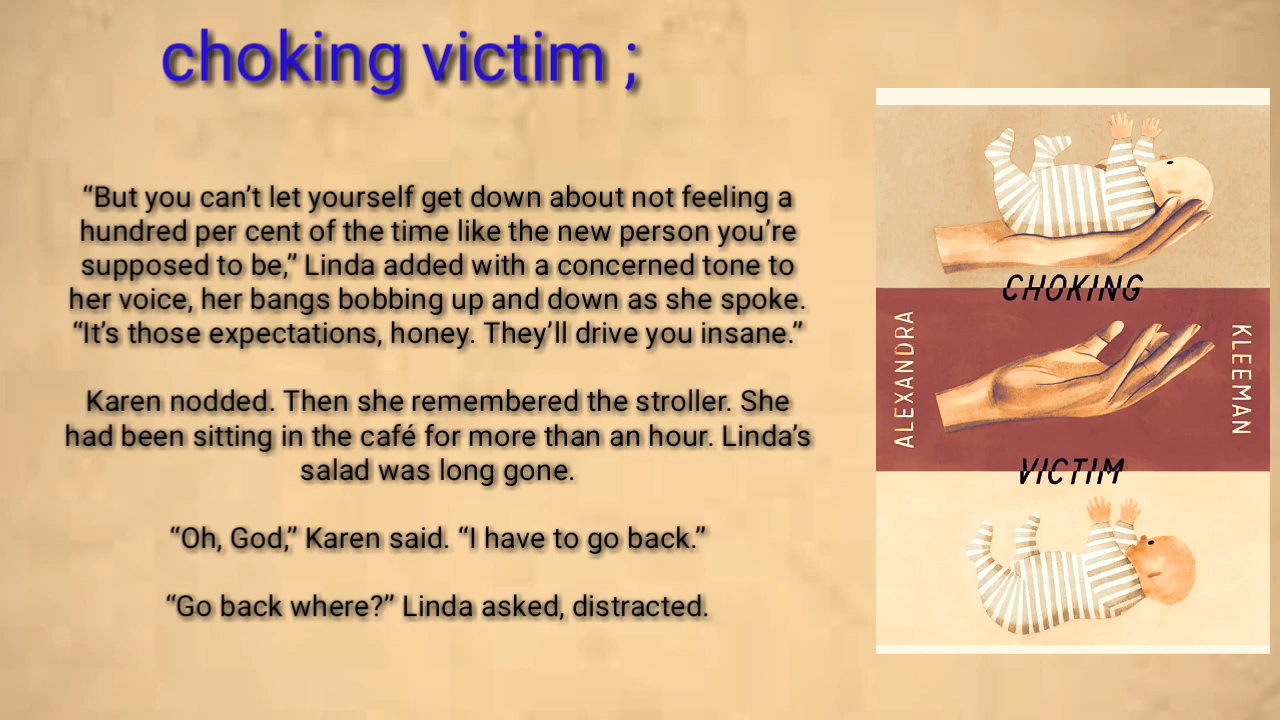 choking victim ;
“But you can’t let yourself get down about not feeling a
hundred per cent of the time like the new person you’re
supposed to be,” Linda added with a concerned tone to
her voice, her bangs bobbing up and down as she spoke.
“It’s those expectations, honey. They’ll drive you insane.”
Karen nodded. Then she remembered the stroller. She
had been sitting in the café for more than an hour. Linda’s
salad was long gone.
“Oh, God,” Karen said. “I have to go back.”
“Go back where?” Linda asked, distracted.
CHOKING
ALEXANDRA
KLEEMAN
VICTIM